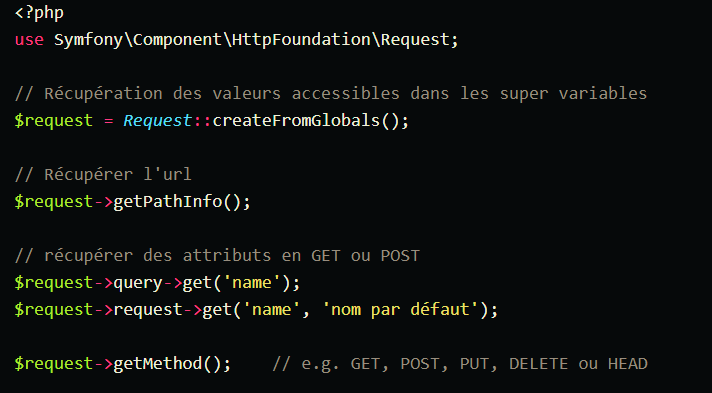 <?php
use Symfony\Component\HttpFoundation\Request;
// Récupération des valeurs accessibles dans les super variables
$request = Request::createFromGlobals();
// Récupérer l'url
$request->getPathInfo();
// récupérer des attributs en GET ou POST
$request->query->get('name');
$request->request->get('name', 'nom par défaut');
$request->getMethod();    // e.g. GET, POST, PUT, DELETE ou HEAD